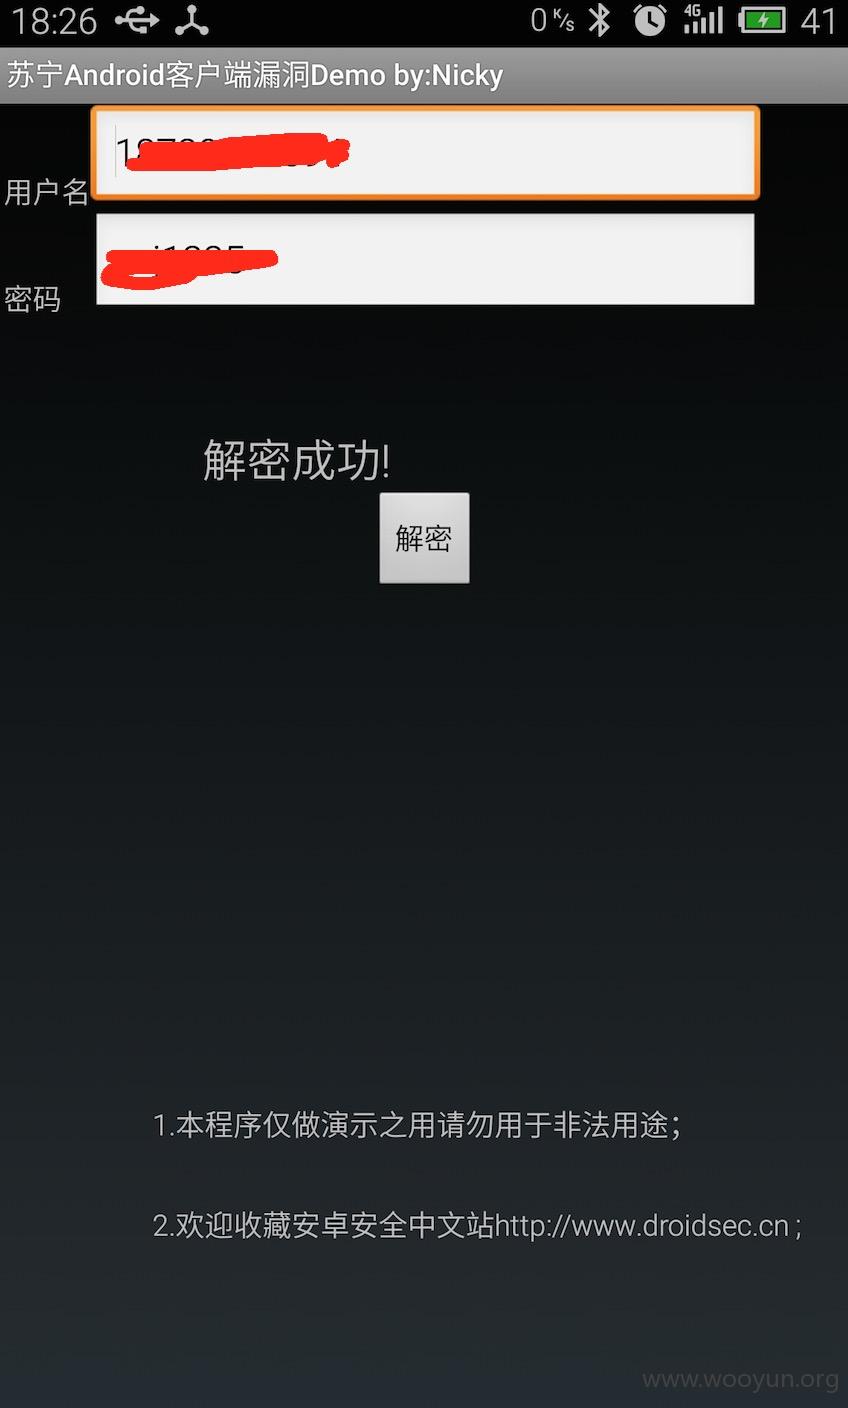 18:26 0 K/s 4G 41
苏宁Android客户端漏洞Demo by:Nicky
用户名
密码
解密成功!
解密
1.本程序仅做演示之用请勿用于非法用途；
2.欢迎收藏安卓安全中文站http://www.droidsec.cn；
www.wooyun.org